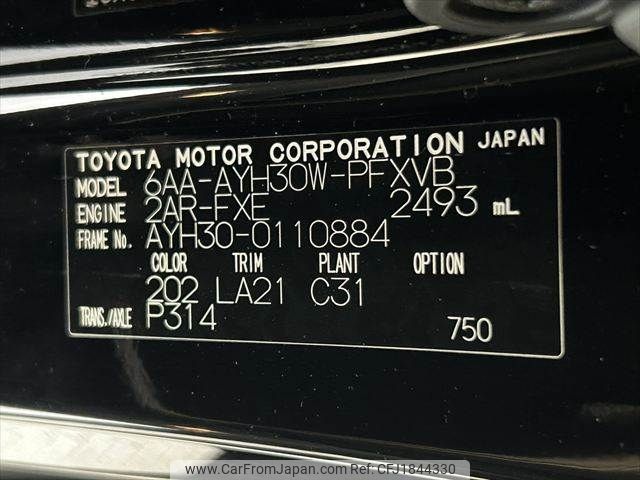 TOYOTA MOTOR CORPORATION JAPAN
MODEL 6AA-AYH30W-PFXVB
ENGINE 2AR-FXE 2493 mL
FRAME No. AYH30-0110884
COLOR TRIM PLANT OPTION
202 LA21 C31
TRANS./AXLE P314
750
www.CarFromJapan.com ID: CFJ1844330